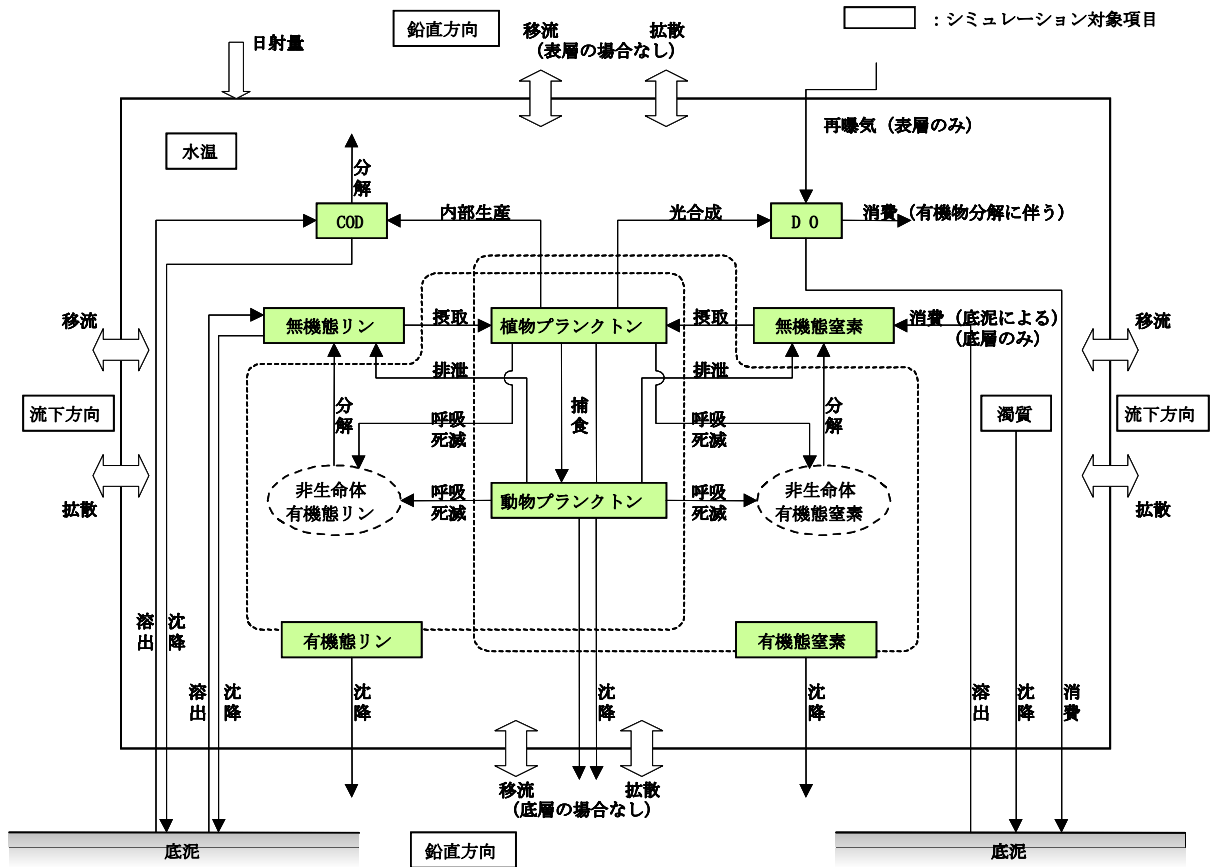 鉛直方向
移流
拡散
(表層の場合なし)
：シミュレーション対象項目
日射量
再曝気（表層のみ）
水温
分解
COD
内部生産
光合成
DO
消費（有機物分解に伴う）
移流
無機態リン
摂取
植物プランクトン
摂取
無機態窒素
消費（底泥による）
(底層のみ)
移流
排泄
排泄
流下方向
分解
呼吸
死滅
捕食
呼吸
死滅
分解
濁質
流下方向
拡散
非生命体
有機態リン
呼吸
死滅
動物プランクトン
呼吸
死滅
非生命体
有機態窒素
拡散
溶出
沈降
有機態リン
有機態窒素
溶出
沈降
沈降
沈降
沈降
溶出
沈降
消費
移流
拡散
(底層の場合なし)
底泥
鉛直方向
底泥